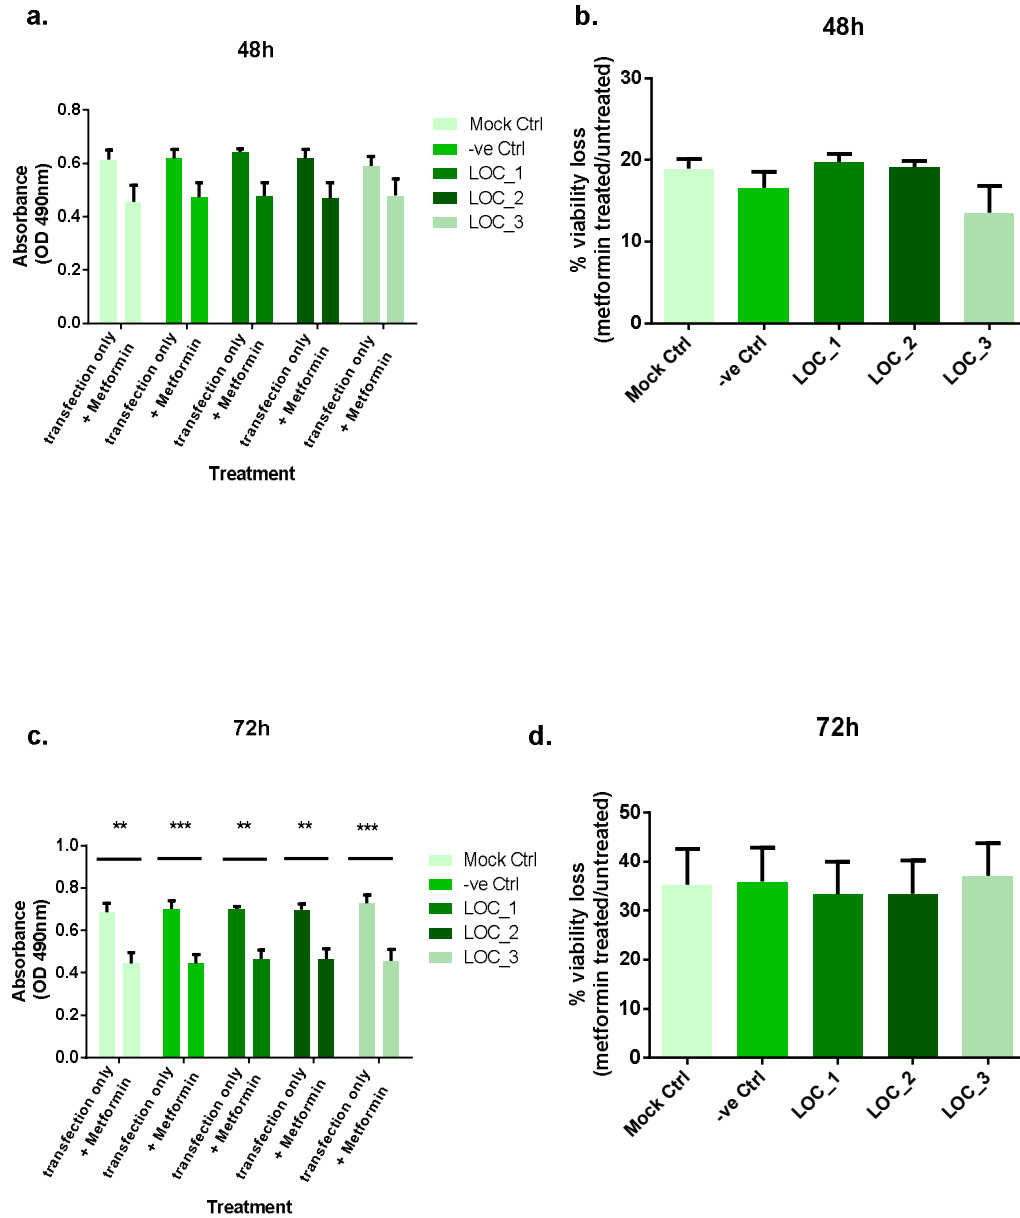 a.
48h
0.8
0.6
0.4
0.2
0.0
Absorbance
(OD 490nm)
transfection only
+ Metformin
transfection only
+ Metformin
transfection only
+ Metformin
transfection only
+ Metformin
transfection only
+ Metformin
Treatment
Mock Ctrl
-ve Ctrl
LOC_1
LOC_2
LOC_3
b.
48h
30
20
10
0
% viability loss
(metformin treated/untreated)
Mock Ctrl
-ve Ctrl
LOC_1
LOC_2
LOC_3
c.
72h
** *** ** ** ***
1.0
0.8
0.6
0.4
0.2
0.0
Absorbance
(OD 490nm)
transfection only
+ Metformin
transfection only
+ Metformin
transfection only
+ Metformin
transfection only
+ Metformin
transfection only
+ Metformin
Treatment
Mock Ctrl
-ve Ctrl
LOC_1
LOC_2
LOC_3
d.
72h
50
40
30
20
10
0
% viability loss
(metformin treated/untreated)
Mock Ctrl
-ve Ctrl
LOC_1
LOC_2
LOC_3